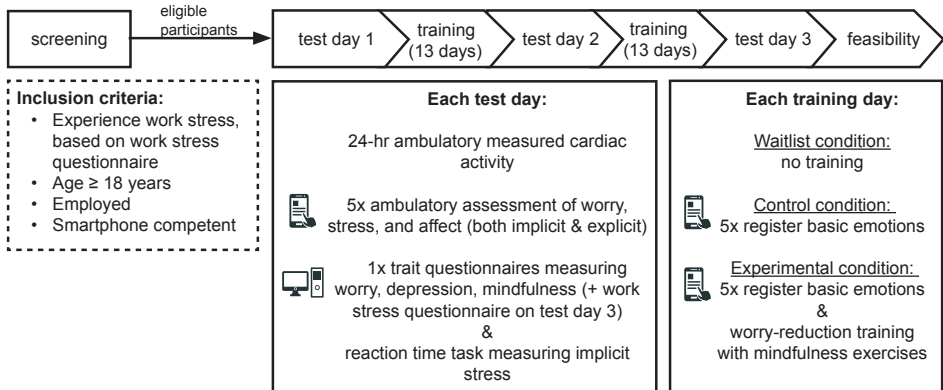 eligible
participants
screening
test day 1
training
(13 days)
test day 2
training
(13 days)
test day 3
feasibility
Inclusion criteria:
• Experience work stress,
based on work stress
questionnaire
• Age ≥ 18 years
• Employed
• Smartphone competent
Each test day:
24-hr ambulatory measured cardiac
activity
5x ambulatory assessment of worry,
stress, and affect (both implicit & explicit)
1x trait questionnaires measuring
worry, depression, mindfulness (+ work
stress questionnaire on test day 3)
&
reaction time task measuring implicit
stress
Each training day:
Waitlist condition:
no training
Control condition:
5x register basic emotions
Experimental condition:
5x register basic emotions
&
worry-reduction training
with mindfulness exercises